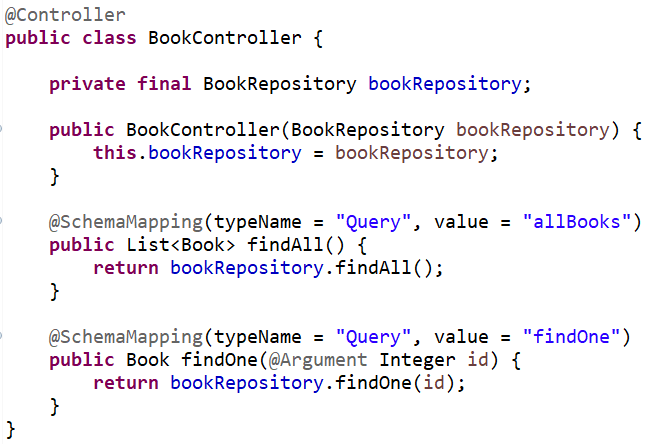 @Controller
public class BookController {
private final BookRepository bookRepository;
public BookController(BookRepository bookRepository) {
this.bookRepository = bookRepository;
}
@SchemaMapping(typeName = "Query", value = "allBooks")
public List<Book> findAll() {
return bookRepository.findAll();
}
@SchemaMapping(typeName = "Query", value = "findOne")
public Book findOne(@Argument Integer id) {
return bookRepository.findOne(id);
}
}